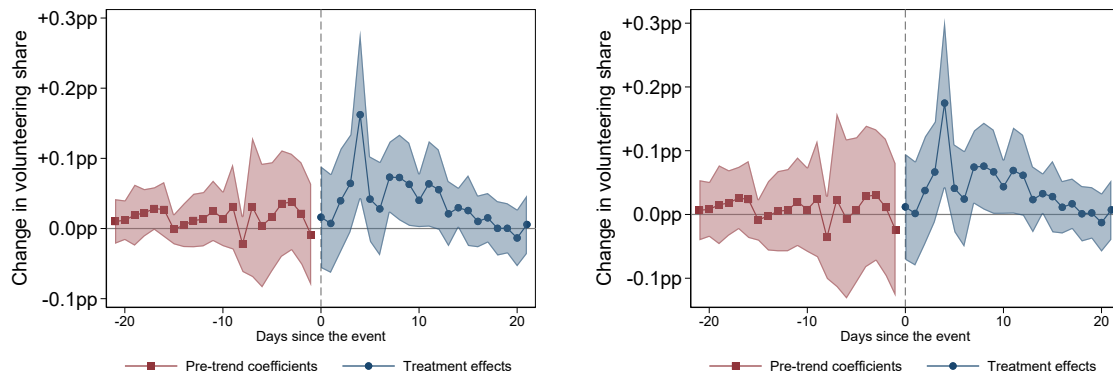 Change in volunteering share
+0.3pp
+0.2pp
+0.1pp
0.0pp
-0.1pp
-20 -10 0 10 20
Days since the event
Pre-trend coefficients Treatment effects
Change in volunteering share
+0.3pp
+0.2pp
+0.1pp
0.0pp
-0.1pp
-20 -10 0 10 20
Days since the event
Pre-trend coefficients Treatment effects